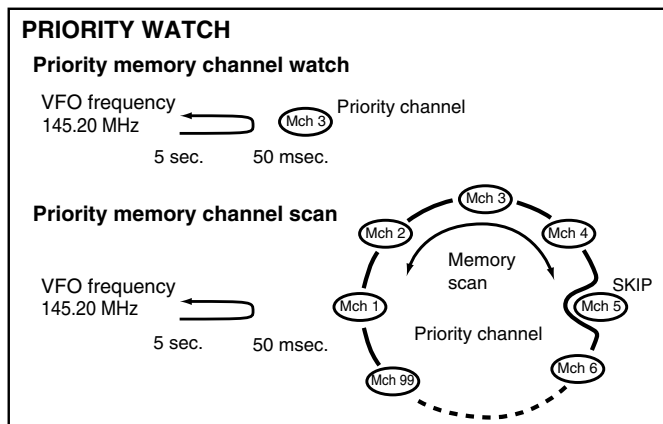 PRIORITY WATCH
Priority memory channel watch
VFO frequency
145.20 MHz
Mch 3
Priority channel
5 sec.
50 msec.
Priority memory channel scan
VFO frequency
145.20 MHz
5 sec.
50 msec.
Mch 3
Mch 2
Mch 4
Memory
scan
SKIP
Mch 1
Mch 5
Priority channel
Mch 99
Mch 6